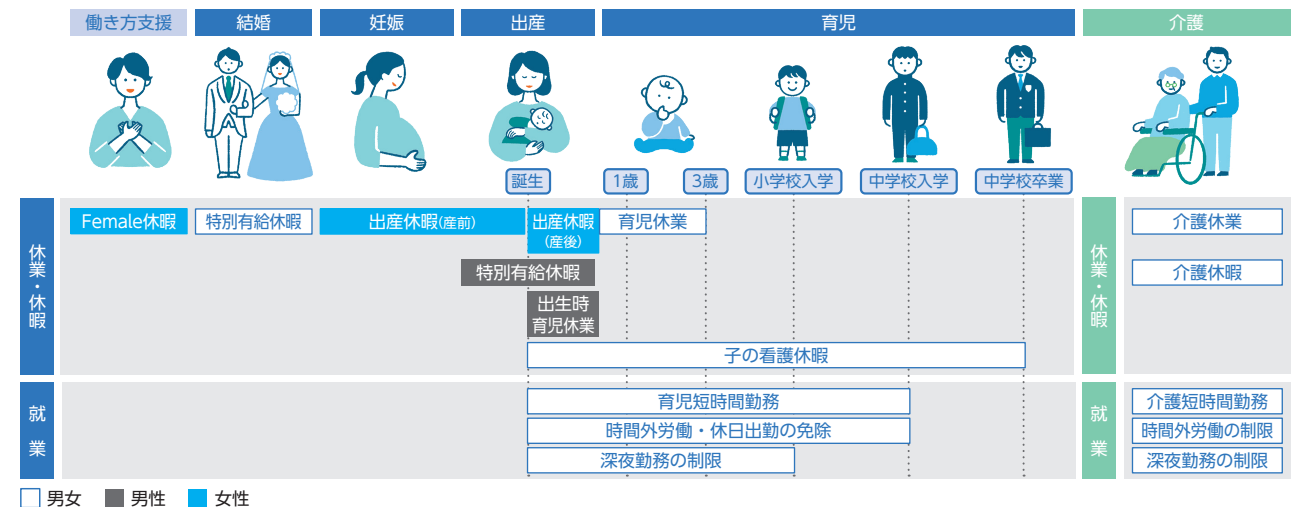 働き方支援
結婚
妊娠
出産
育児
介護
誕生
1歳
3歳
小学校入学
中学校入学
中学校卒業
休業・休暇
Female休暇
特別有給休暇
出産休暇(産前)
出産休暇
(産後)
育児休業
特別有給休暇
出生時
育児休業
子の看護休暇
休業・休暇
介護休業
介護休暇
就業
育児短時間勤務
時間外労働・休日出勤の免除
深夜勤務の制限
就業
介護短時間勤務
時間外労働の制限
深夜勤務の制限
男女
男性
女性